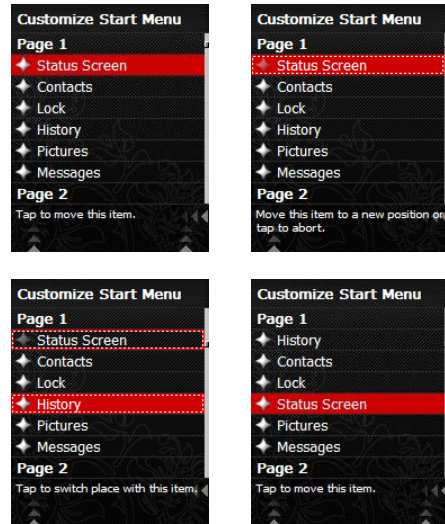 Customize Start Menu
Page 1
Status Screen
Contacts
Lock
History
Pictures
Messages
Page 2
Tap to move this item.
Customize Start Menu
Page 1
Status Screen
Contacts
Lock
History
Pictures
Messages
Page 2
Move this item to a new position or
tap to abort.
Customize Start Menu
Page 1
Status Screen
Contacts
Lock
History
Pictures
Messages
Page 2
Tap to switch place with this item.
Customize Start Menu
Page 1
History
Contacts
Lock
Status Screen
Pictures
Messages
Page 2
Tap to move this item.